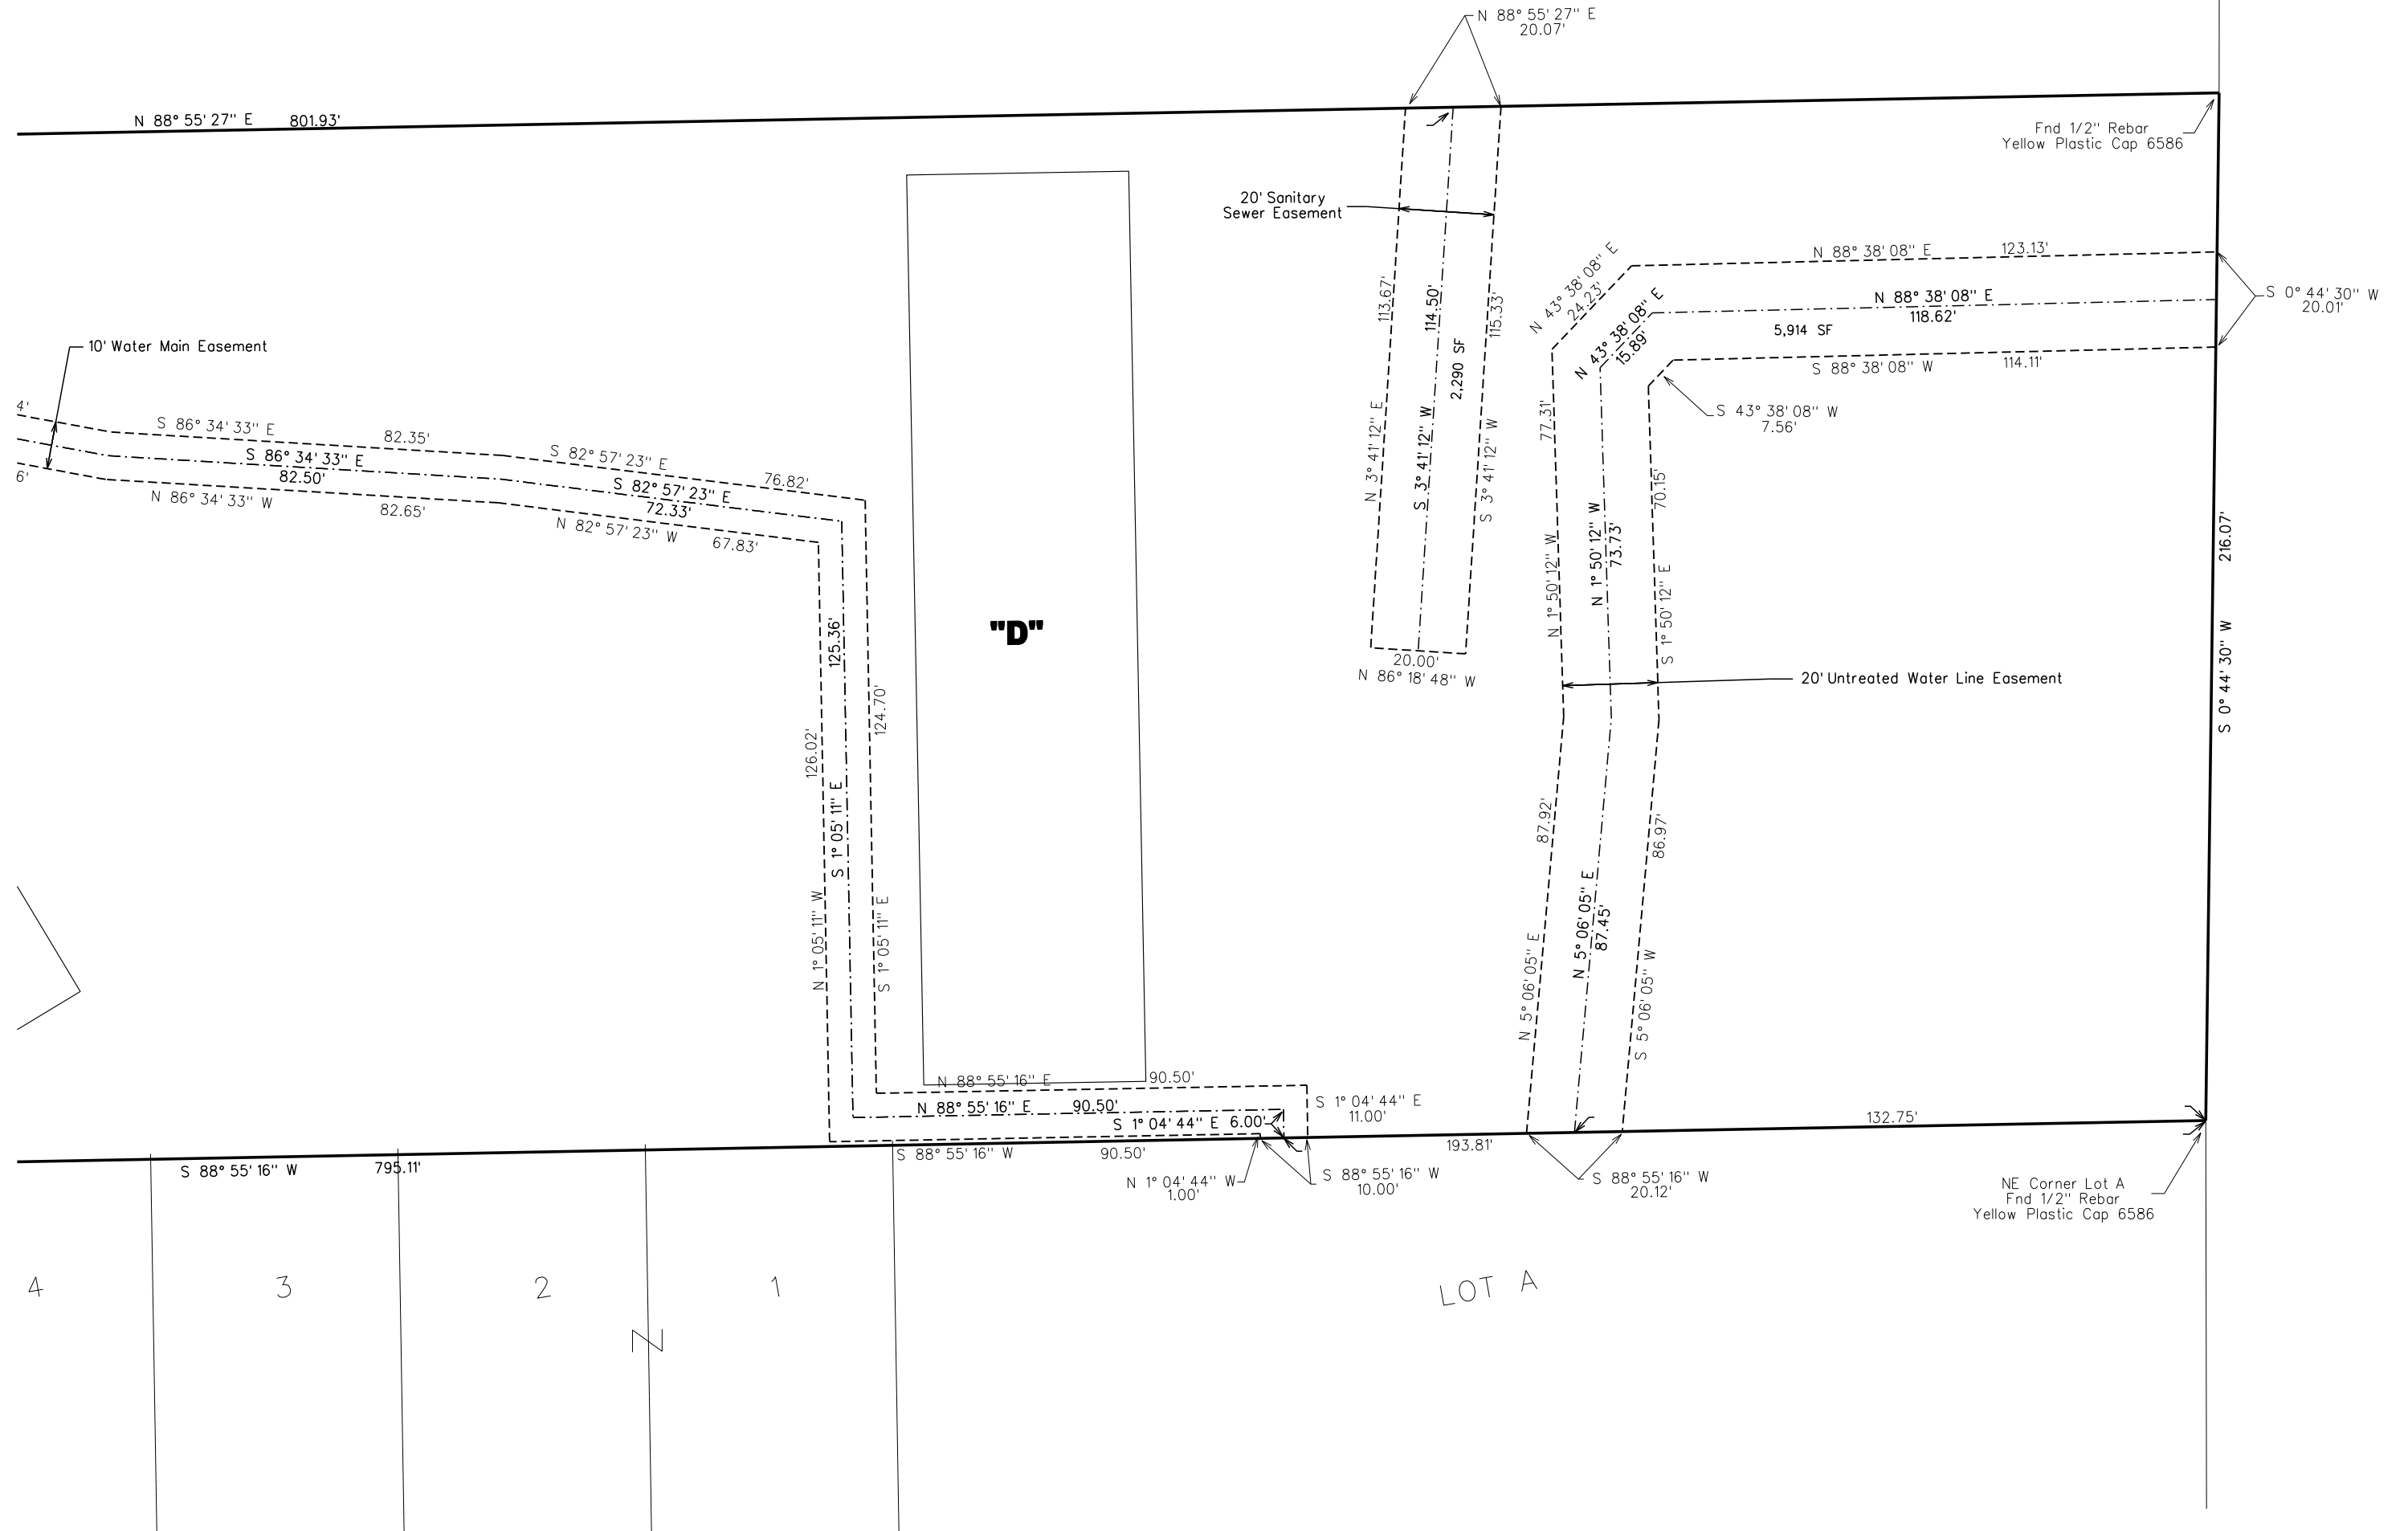 N 88° 55' 27" E
20.07'
N 88° 55' 27" E 801.93'
Fnd 1/2" Rebar
Yellow Plastic Cap 6586
20' Sanitary
Sewer Easement
113.67'
N 3° 41' 12" E
114.50'
S 3° 41' 12" W
2,290 SF
115.33'
S 3° 41' 12" W
20.00'
N 86° 18' 48" W
N 43° 38' 08" E
24.23'
N 43° 38' 08" E
15.89'
N 88° 38' 08" E 123.13'
N 88° 38' 08" E
118.62'
5,914 SF
S 88° 38' 08" W 114.11'
S 0° 44' 30" W
20.01'
S 43° 38' 08" W
7.56'
77.31'
N 1° 50' 12" W
N 1° 50' 12" W
73.73'
70.15'
S 1° 50' 12" E
216.07'
S 0° 44' 30" W
20' Untreated Water Line Easement
10' Water Main Easement
4'
6'
S 86° 34' 33" E 82.35'
S 86° 34' 33" E
82.50'
N 86° 34' 33" W 82.65'
S 82° 57' 23" E 76.82'
S 82° 57' 23" E
72.33'
N 82° 57' 23" W 67.83'
"D"
125.36'
S 1° 05' 11" E
124.70'
S 1° 05' 11" E
126.02'
N 1° 05' 11" W
87.92'
N 5° 06' 05" E
N 5° 06' 05" E
87.45'
86.97'
S 5° 06' 05" W
N 88° 55' 16" E 90.50'
N 88° 55' 16" E 90.50'
S 1° 04' 44" E 6.00'
S 1° 04' 44" E
11.00'
S 88° 55' 16" W 90.50'
193.81'
132.75'
S 88° 55' 16" W 795.11'
N 1° 04' 44" W
1.00'
S 88° 55' 16" W
10.00'
S 88° 55' 16" W
20.12'
NE Corner Lot A
Fnd 1/2" Rebar
Yellow Plastic Cap 6586
4 3 2 1
LOT A
N